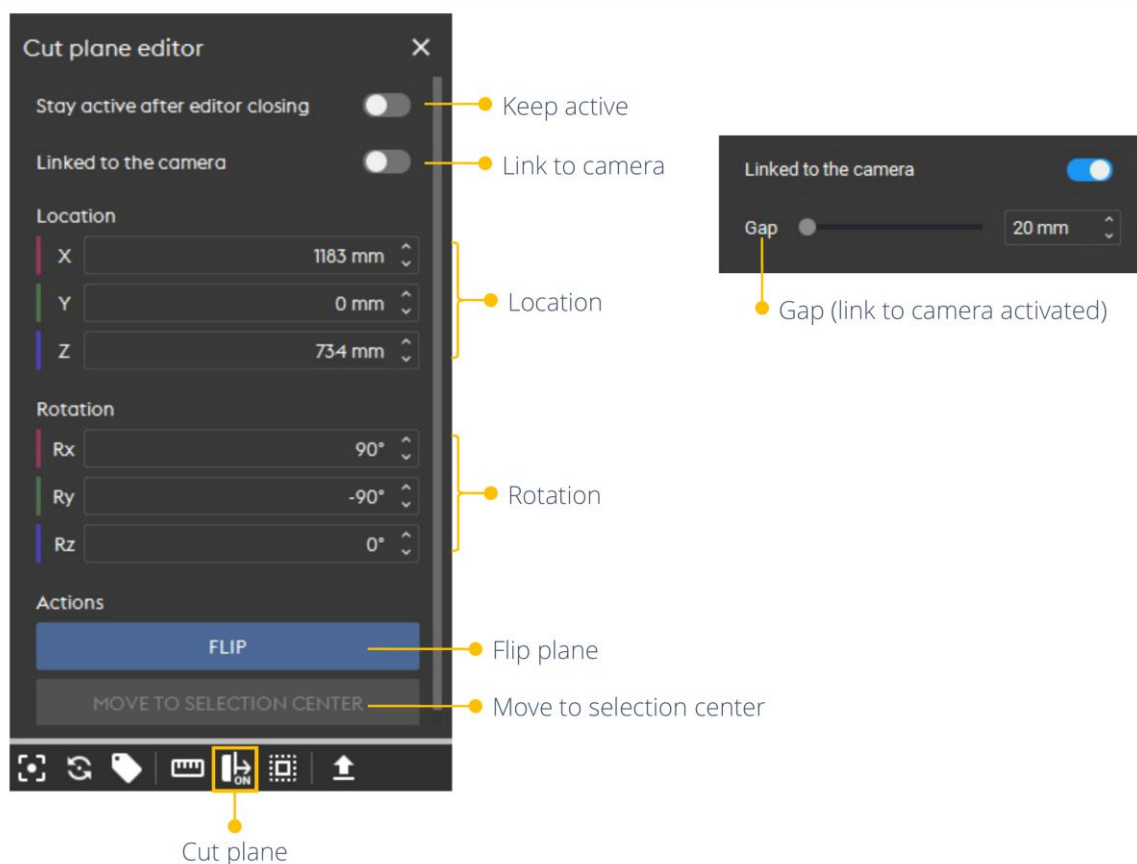 Cut plane editor
Stay active after editor closing
Keep active
Linked to the camera
Link to camera
Location
X 1183 mm
Y 0 mm
Z 734 mm
Location
Rotation
Rx 90°
Ry -90°
Rz 0°
Rotation
Actions
FLIP
Flip plane
MOVE TO SELECTION CENTER
Move to selection center
ON
Cut plane
Linked to the camera
Gap 20 mm
Gap (link to camera activated)